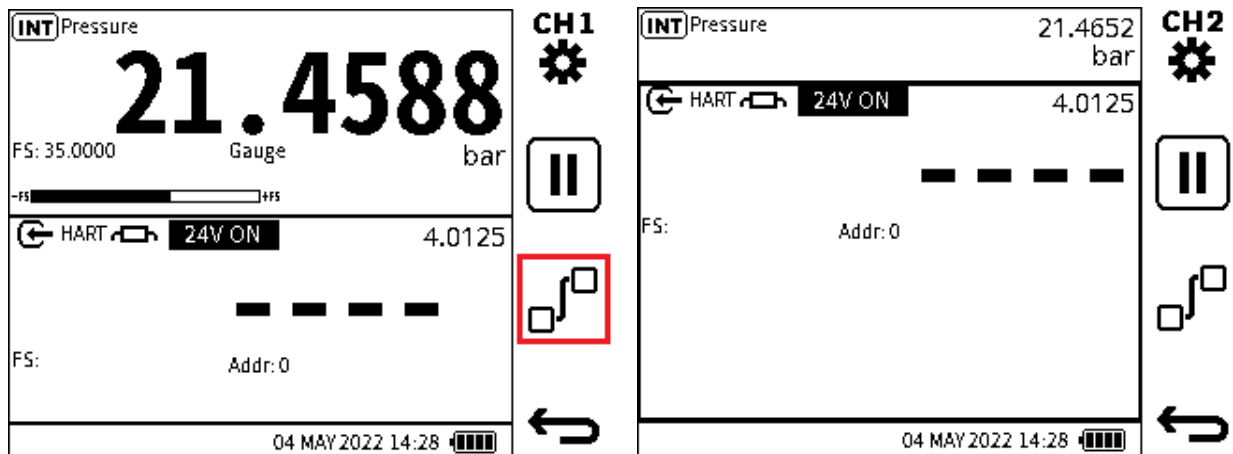 INT Pressure
CH1
21.4588
FS: 35.0000 Gauge bar
-FS +FS
HART 24V ON 4.0125
- - - -
FS: Addr: 0
04 MAY 2022 14:28
INT Pressure 21.4652
bar
CH2
HART 24V ON 4.0125
- - - -
FS: Addr: 0
04 MAY 2022 14:28